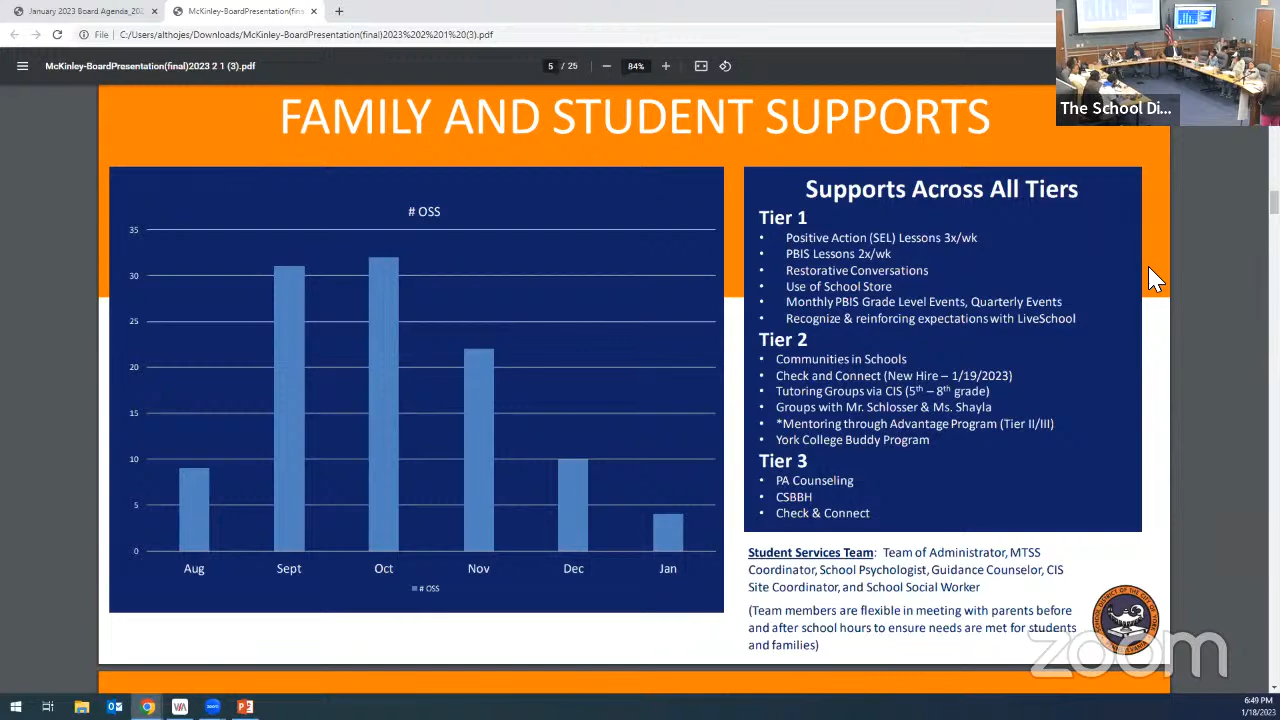 January 2023 Board Agenda_202
McKinley-BoardPresentation(fina
File
C:/Users/althojes/Downloads/McKinley-BoardPresentation(final)2023%202%201%20(3).pdf
McKinley-BoardPresentation(final)2023 2 1 (3).pdf
5 / 25
84%
The School Di...
FAMILY AND STUDENT SUPPORTS
# OSS
35
30
25
20
15
10
5
0
Aug Sept Oct Nov Dec Jan
# OSS
Supports Across All Tiers
Tier 1
• Positive Action (SEL) Lessons 3x/wk
• PBIS Lessons 2x/wk
• Restorative Conversations
• Use of School Store
• Monthly PBIS Grade Level Events, Quarterly Events
• Recognize & reinforcing expectations with LiveSchool
Tier 2
• Communities in Schools
• Check and Connect (New Hire – 1/19/2023)
• Tutoring Groups via CIS (5th – 8th grade)
• Groups with Mr. Schlosser & Ms. Shayla
• *Mentoring through Advantage Program (Tier II/III)
• York College Buddy Program
Tier 3
• PA Counseling
• CSBBH
• Check & Connect
Student Services Team: Team of Administrator, MTSS
Coordinator, School Psychologist, Guidance Counselor, CIS
Site Coordinator, and School Social Worker
(Team members are flexible in meeting with parents before
and after school hours to ensure needs are met for students
and families)
SCHOOL DISTRICT OF THE CITY OF YORK
zoom
6:49 PM
1/18/2023